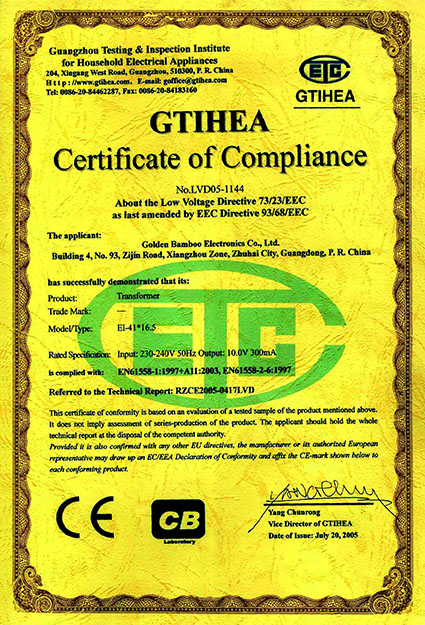 Guangzhou Testing & Inspection Institute
for Household Electrical Appliances
204, Xingang West Road, Guangzhou, 510300, P. R. China
Http://www.gtihea.com. E-mail: goffice@gtihea.com
Tel: 0086-20-84462287, Fax: 0086-20-84183160
ETC
GTIHEA
GTIHEA
Certificate of Compliance
No.LVD05-1144
About the Low Voltage Directive 73/23/EEC
as last amended by EEC Directive 93/68/EEC
The applicant:
Golden Bamboo Electronics Co., Ltd.
Building 4, No. 93, Zijin Road, Xiangzhou Zone, Zhuhai City, Guangdong, P. R. China
has successfully demonstrated that its:
Product: Transformer
Trade Mark: —
Model/Type: EI-41*16.5
ETC
Rated Specification: Input: 230-240V 50Hz Output: 10.0V 300mA
is complied with: EN61558-1:1997+A11:2003, EN61558-2-6:1997
Referred to the Technical Report: RZCE2005-0417LVD
This certificate of conformity is based on an evaluation of a tested sample of the product mentioned above.
It does not imply assessment of series-production of the product. The applicant should hold the whole
technical report at the disposal of the competent authority.
Provided it is also confirmed with any other EU directives, the manufacturer or its authorized European
representative may draw up an EC/EEA Declaration of Conformity and affix the CE-mark shown below to
each conforming product.
CE
CB
Laboratory
Yang Chunrong
Vice Director of GTIHEA
Date of Issue: July 20, 2005